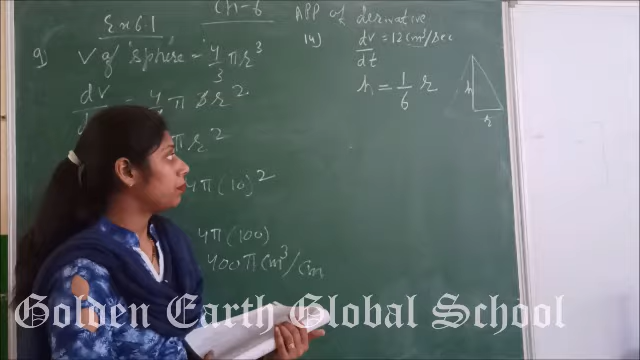 Ch-6
Ex 6.1
APP of derivative
9) V of sphere = 4/3 πr³
dv = 4 π 3r²
πr²
4π(10)²
4π(100)
400π cm³/cm
14) dv/dt = 12 cm³/sec
h = 1/6 r
h
r
Golden Earth Global School